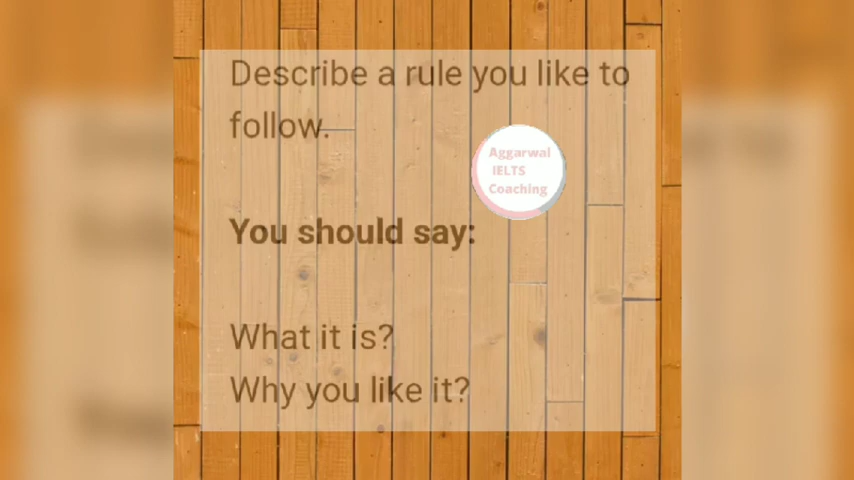 Describe a rule you like to
follow.
Aggarwal
IELTS
Coaching
You should say:
What it is?
Why you like it?